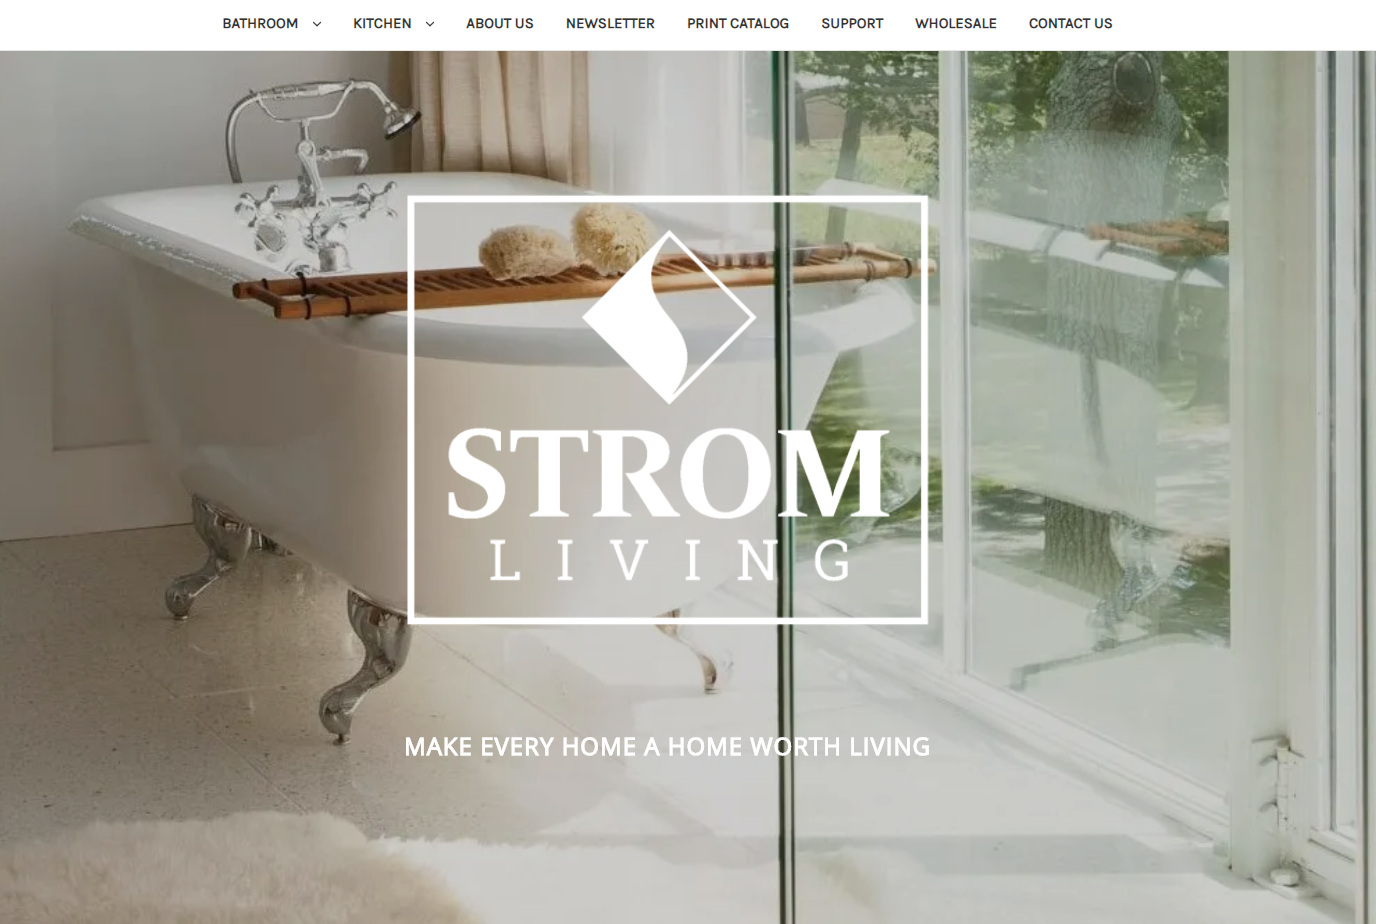 BATHROOM KITCHEN ABOUT US NEWSLETTER PRINT CATALOG SUPPORT WHOLESALE CONTACT US
STROM
LIVING
MAKE EVERY HOME A HOME WORTH LIVING